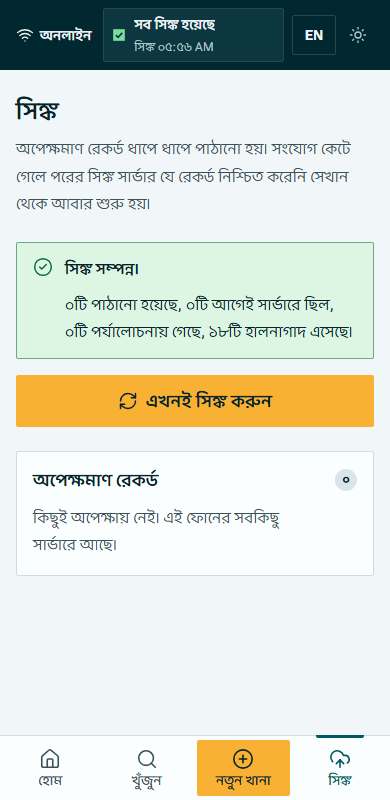 অনলাইন
সব সিঙ্ক হয়েছে
সিঙ্ক ০৫:৫৬ AM
EN
সিঙ্ক
অপেক্ষমাণ রেকর্ড ধাপে ধাপে পাঠানো হয়। সংযোগ কেটে
গেলে পরের সিঙ্ক সার্ভার যে রেকর্ড নিশ্চিত করেনি সেখান
থেকে আবার শুরু হয়।
সিঙ্ক সম্পন্ন।
০টি পাঠানো হয়েছে, ০টি আগেই সার্ভারে ছিল,
০টি পর্যালোচনায় গেছে, ১৮টি হালনাগাদ এসেছে।
এখনই সিঙ্ক করুন
অপেক্ষমাণ রেকর্ড ০
কিছুই অপেক্ষায় নেই। এই ফোনের সবকিছু
সার্ভারে আছে।
হোম খুঁজুন নতুন খানা সিঙ্ক